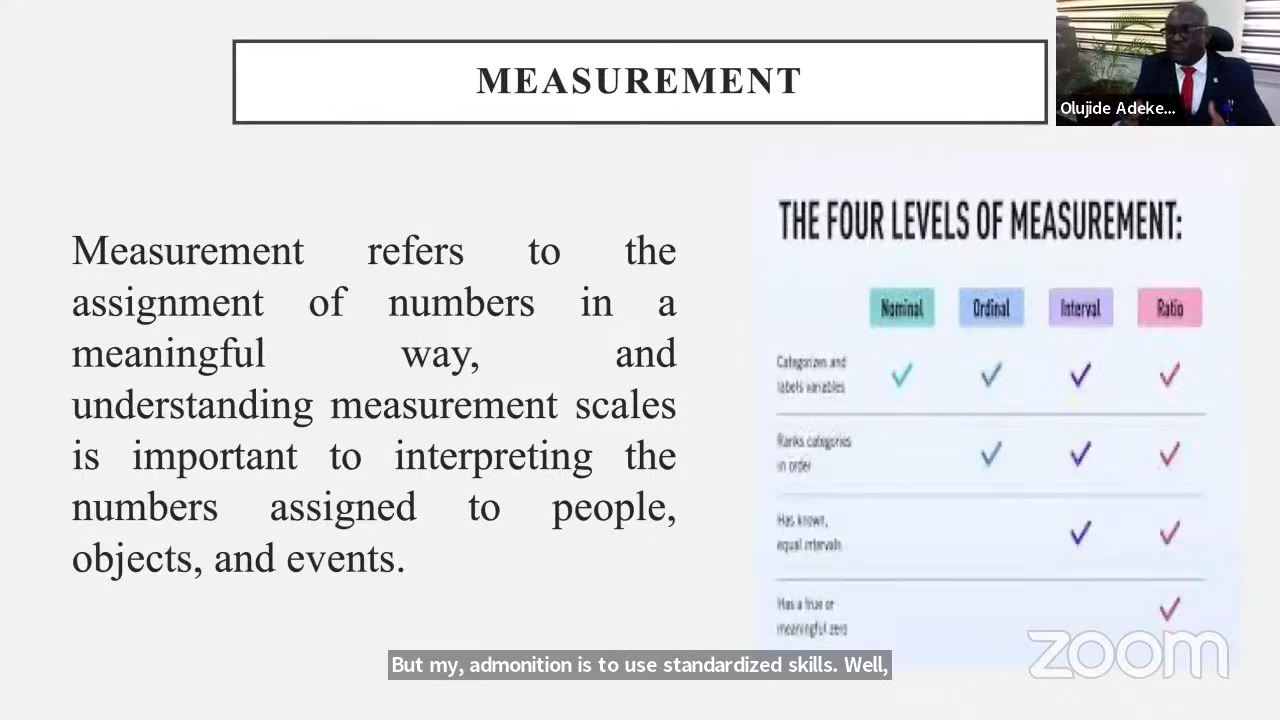 MEASUREMENT
Olujide Adeke...
Measurement refers to the
assignment of numbers in a
meaningful way, and
understanding measurement scales
is important to interpreting the
numbers assigned to people,
objects, and events.
THE FOUR LEVELS OF MEASUREMENT:
Nominal Ordinal Interval Ratio
Categorizes and
labels variables
Ranks categories
in order
Has known,
equal intervals
Has a true or
meaningful zero
zoom
But my, admonition is to use standardized skills. Well,